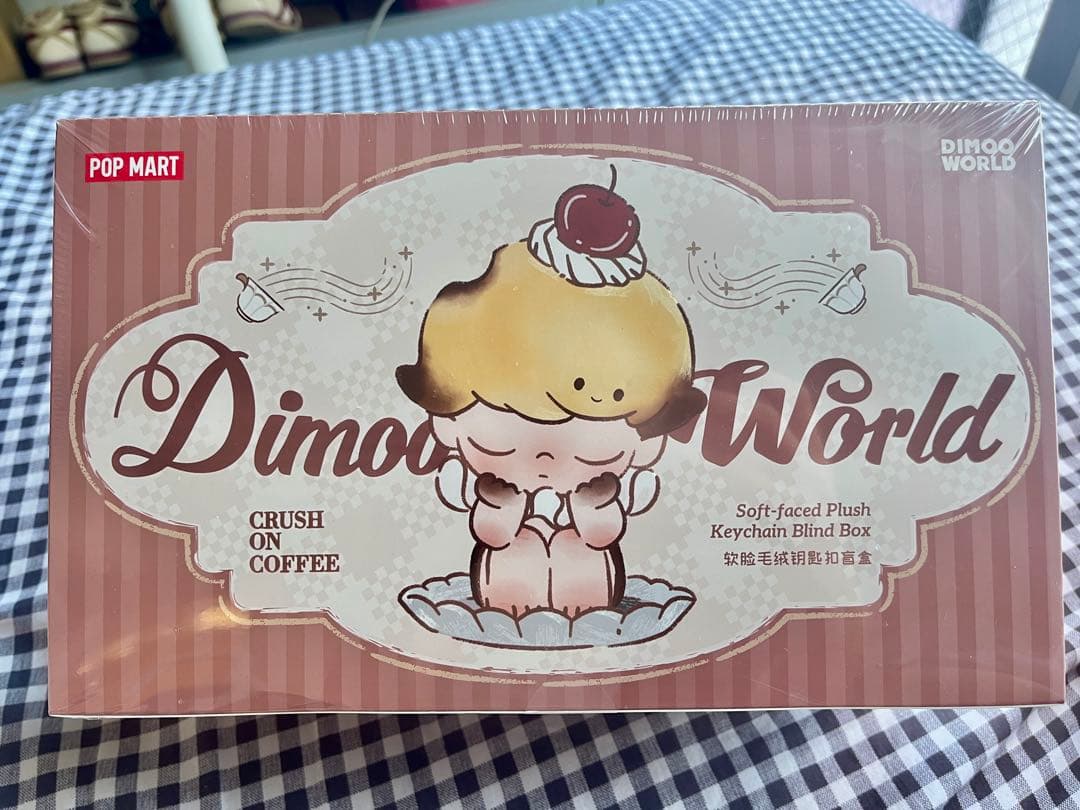 POP MART
DIMOO
WORLD
Dimoo World
CRUSH
ON
COFFEE
Soft-faced Plush
Keychain Blind Box
软脸毛绒钥匙扣盲盒